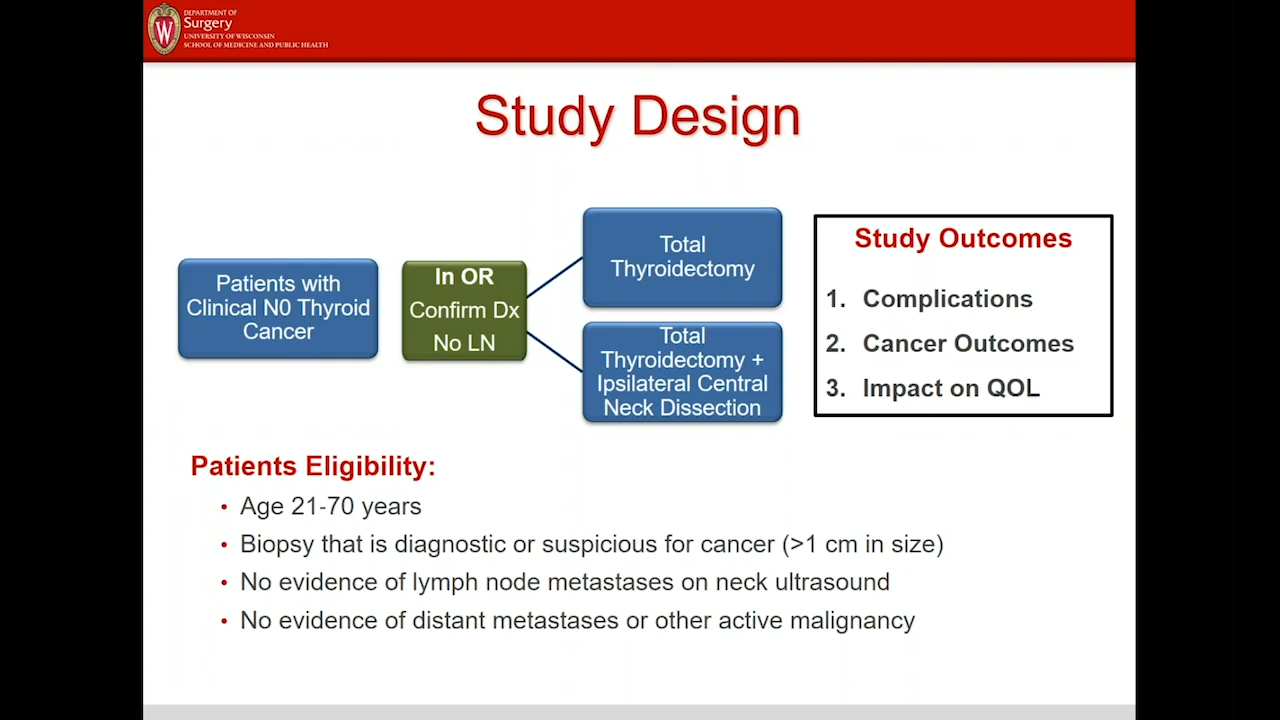 DEPARTMENT OF
Surgery
UNIVERSITY OF WISCONSIN
SCHOOL OF MEDICINE AND PUBLIC HEALTH
Study Design
Patients with
Clinical N0 Thyroid
Cancer
In OR
Confirm Dx
No LN
Total
Thyroidectomy
Total
Thyroidectomy +
Ipsilateral Central
Neck Dissection
Study Outcomes
1. Complications
2. Cancer Outcomes
3. Impact on QOL
Patients Eligibility:
• Age 21-70 years
• Biopsy that is diagnostic or suspicious for cancer (>1 cm in size)
• No evidence of lymph node metastases on neck ultrasound
• No evidence of distant metastases or other active malignancy